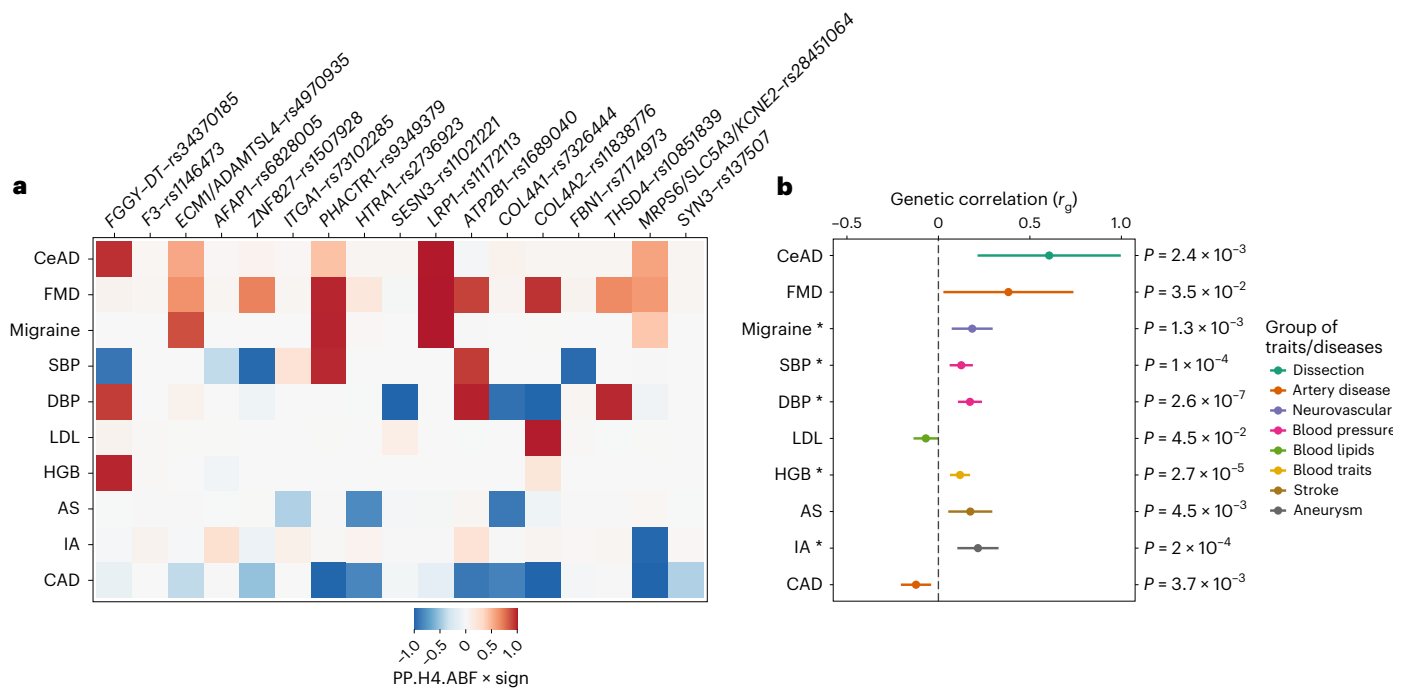 a
FGGY–DT–rs34370185
F3–rs1146473
ECM1/ADAMTSL4–rs4970935
AFAP1–rs6828005
ZNF827–rs1507928
ITGA1–rs73102285
PHACTR1–rs9349379
HTRA1–rs2736923
SESN3–rs11021221
LRP1–rs11172113
ATP2B1–rs1689040
COL4A1–rs7326444
COL4A2–rs11838776
FBN1–rs7174973
THSD4–rs10851839
MRPS6/SLC5A3/KCNE2–rs28451064
SYN3–rs137507
CeAD
FMD
Migraine
SBP
DBP
LDL
HGB
AS
IA
CAD
-1.0 -0.5 0 0.5 1.0
PP.H4.ABF × sign
b
Genetic correlation (rg)
−0.5 0 0.5 1.0
CeAD P = 2.4 × 10−3
FMD P = 3.5 × 10−2
Migraine * P = 1.3 × 10−3
SBP * P = 1 × 10−4
DBP * P = 2.6 × 10−7
LDL P = 4.5 × 10−2
HGB * P = 2.7 × 10−5
AS P = 4.5 × 10−3
IA * P = 2 × 10−4
CAD P = 3.7 × 10−3
Group of
traits/diseases
Dissection
Artery disease
Neurovascular
Blood pressure
Blood lipids
Blood traits
Stroke
Aneurysm